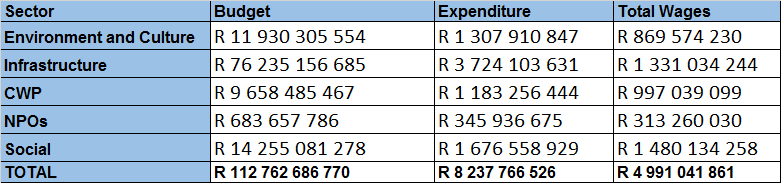 Sector Budget Expenditure Total Wages
Environment and Culture R 11 930 305 554 R 1 307 910 847 R 869 574 230
Infrastructure R 76 235 156 685 R 3 724 103 631 R 1 331 034 244
CWP R 9 658 485 467 R 1 183 256 444 R 997 039 099
NPOs R 683 657 786 R 345 936 675 R 313 260 030
Social R 14 255 081 278 R 1 676 558 929 R 1 480 134 258
TOTAL R 112 762 686 770 R 8 237 766 526 R 4 991 041 861